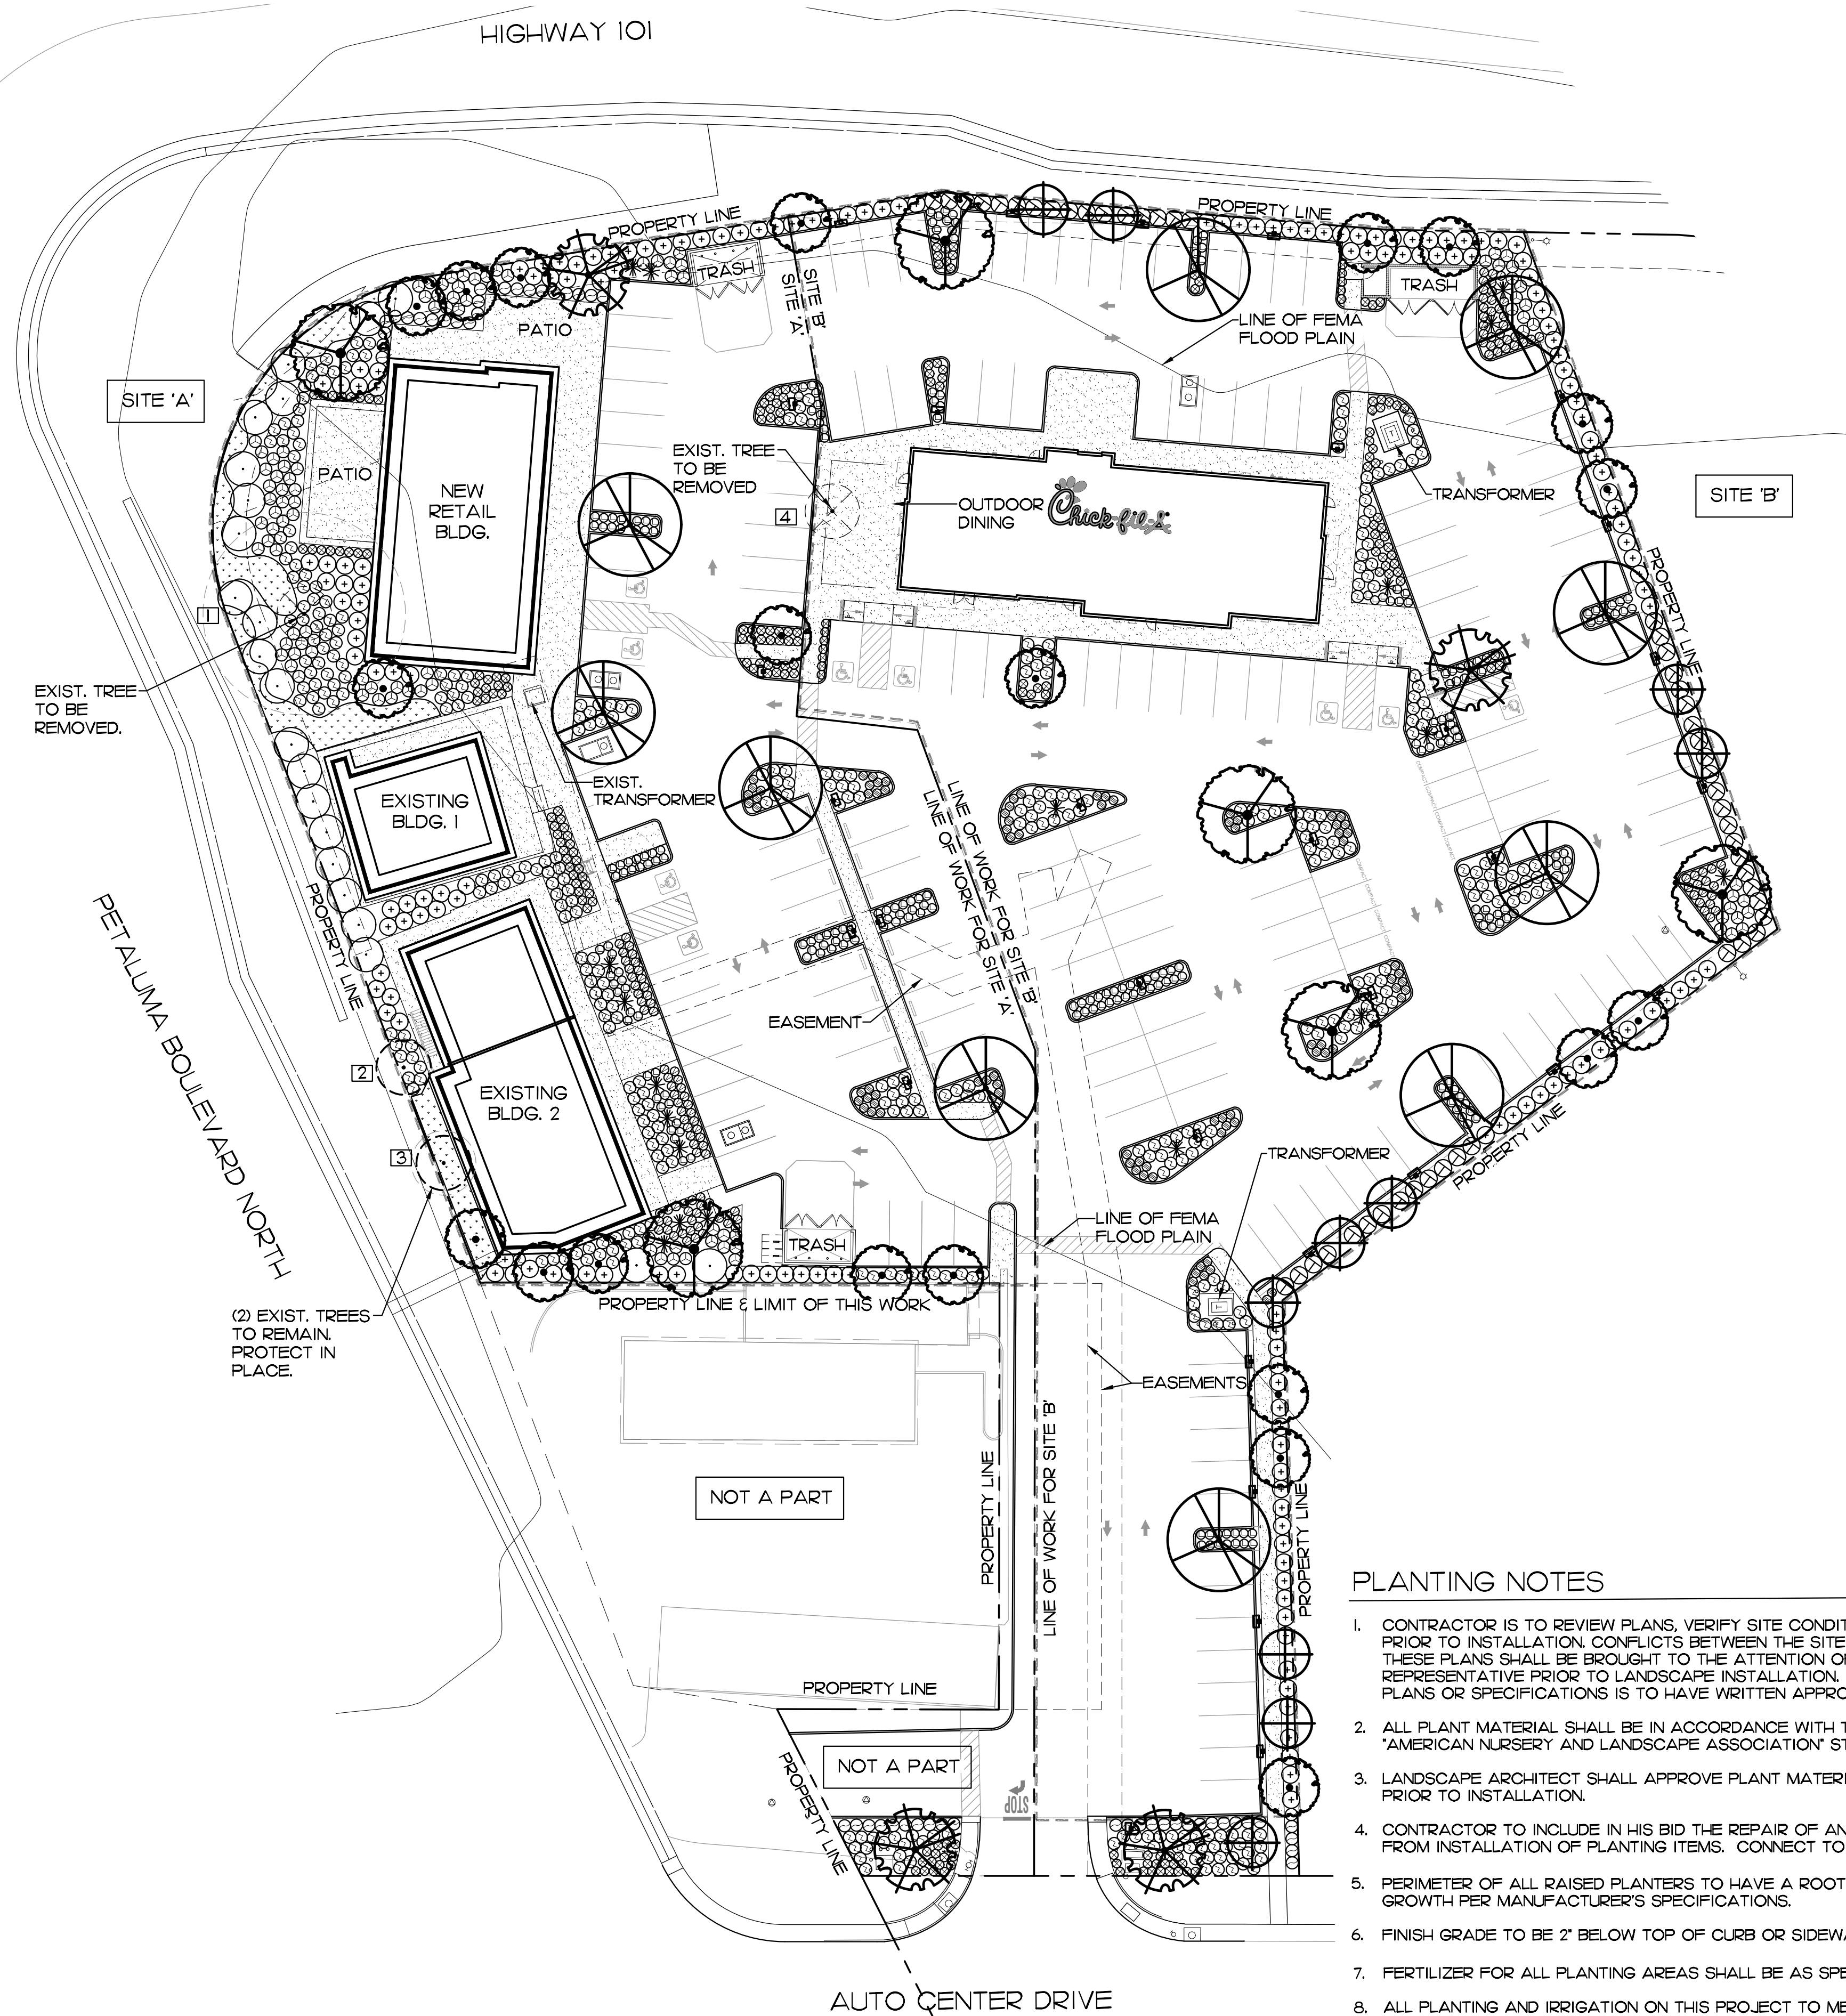 HIGHWAY 101
PROPERTY LINE
PROPERTY LINE
TRASH
SITE 'B'
SITE 'A'
TRASH
PATIO
LINE OF FEMA
FLOOD PLAIN
SITE 'A'
EXIST. TREE
TO BE
REMOVED
4
PATIO
NEW
RETAIL
BLDG.
OUTDOOR
DINING
Chick-fil-A
TRANSFORMER
SITE 'B'
PROPERTY LINE
1
EXIST. TREE
TO BE
REMOVED.
EXIST.
TRANSFORMER
EXISTING
BLDG. 1
LINE OF WORK FOR SITE 'B'
LINE OF WORK FOR SITE 'A'
COMPACT COMPACT COMPACT COMPACT
COMPACT COMPACT COMPACT COMPACT
PROPERTY LINE
PETALUMA BOULEVARD NORTH
EASEMENT
2
EXISTING
BLDG. 2
3
TRANSFORMER
PROPERTY LINE
LINE OF FEMA
FLOOD PLAIN
TRASH
PROPERTY LINE & LIMIT OF THIS WORK
(2) EXIST. TREES
TO REMAIN.
PROTECT IN
PLACE.
EASEMENTS
LINE OF WORK FOR SITE 'B'
PROPERTY LINE
PROPERTY LINE
NOT A PART
PROPERTY LINE
NOT A PART
PROPERTY LINE
STOP
AUTO CENTER DRIVE
PLANTING NOTES
1. CONTRACTOR IS TO REVIEW PLANS, VERIFY SITE CONDIT
PRIOR TO INSTALLATION. CONFLICTS BETWEEN THE SITE
THESE PLANS SHALL BE BROUGHT TO THE ATTENTION OF
REPRESENTATIVE PRIOR TO LANDSCAPE INSTALLATION.
PLANS OR SPECIFICATIONS IS TO HAVE WRITTEN APPRO
2. ALL PLANT MATERIAL SHALL BE IN ACCORDANCE WITH T
"AMERICAN NURSERY AND LANDSCAPE ASSOCIATION" ST
3. LANDSCAPE ARCHITECT SHALL APPROVE PLANT MATERI
PRIOR TO INSTALLATION.
4. CONTRACTOR TO INCLUDE IN HIS BID THE REPAIR OF AN
FROM INSTALLATION OF PLANTING ITEMS. CONNECT TO
5. PERIMETER OF ALL RAISED PLANTERS TO HAVE A ROOT
GROWTH PER MANUFACTURER'S SPECIFICATIONS.
6. FINISH GRADE TO BE 2" BELOW TOP OF CURB OR SIDEWA
7. FERTILIZER FOR ALL PLANTING AREAS SHALL BE AS SPE
8. ALL PLANTING AND IRRIGATION ON THIS PROJECT TO ME